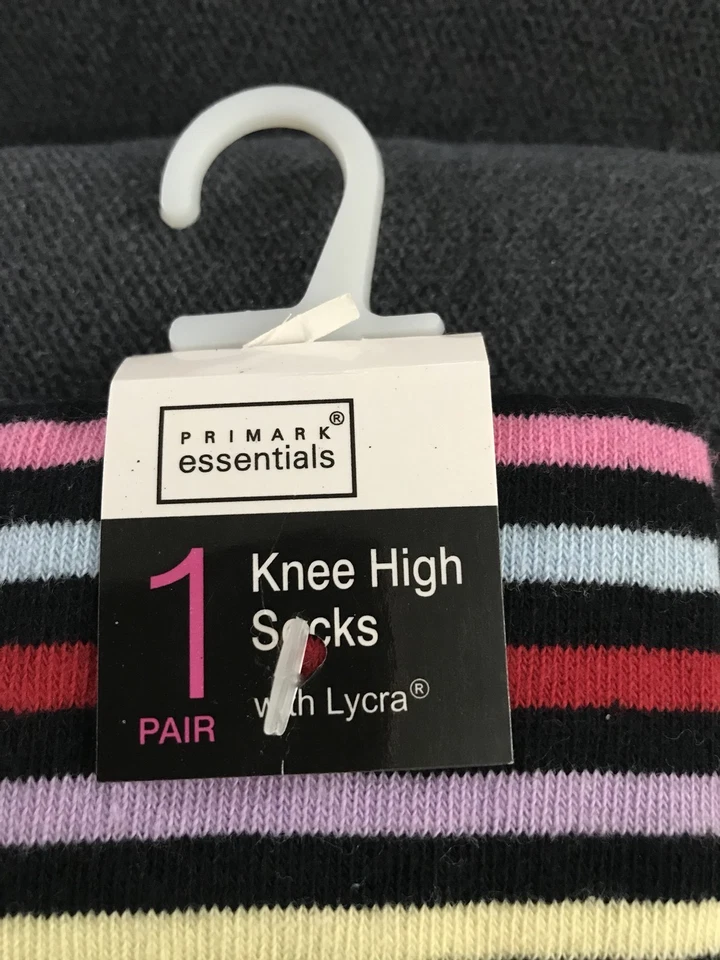 PRIMARK®
essentials
1
PAIR
Knee High
Socks
with Lycra®